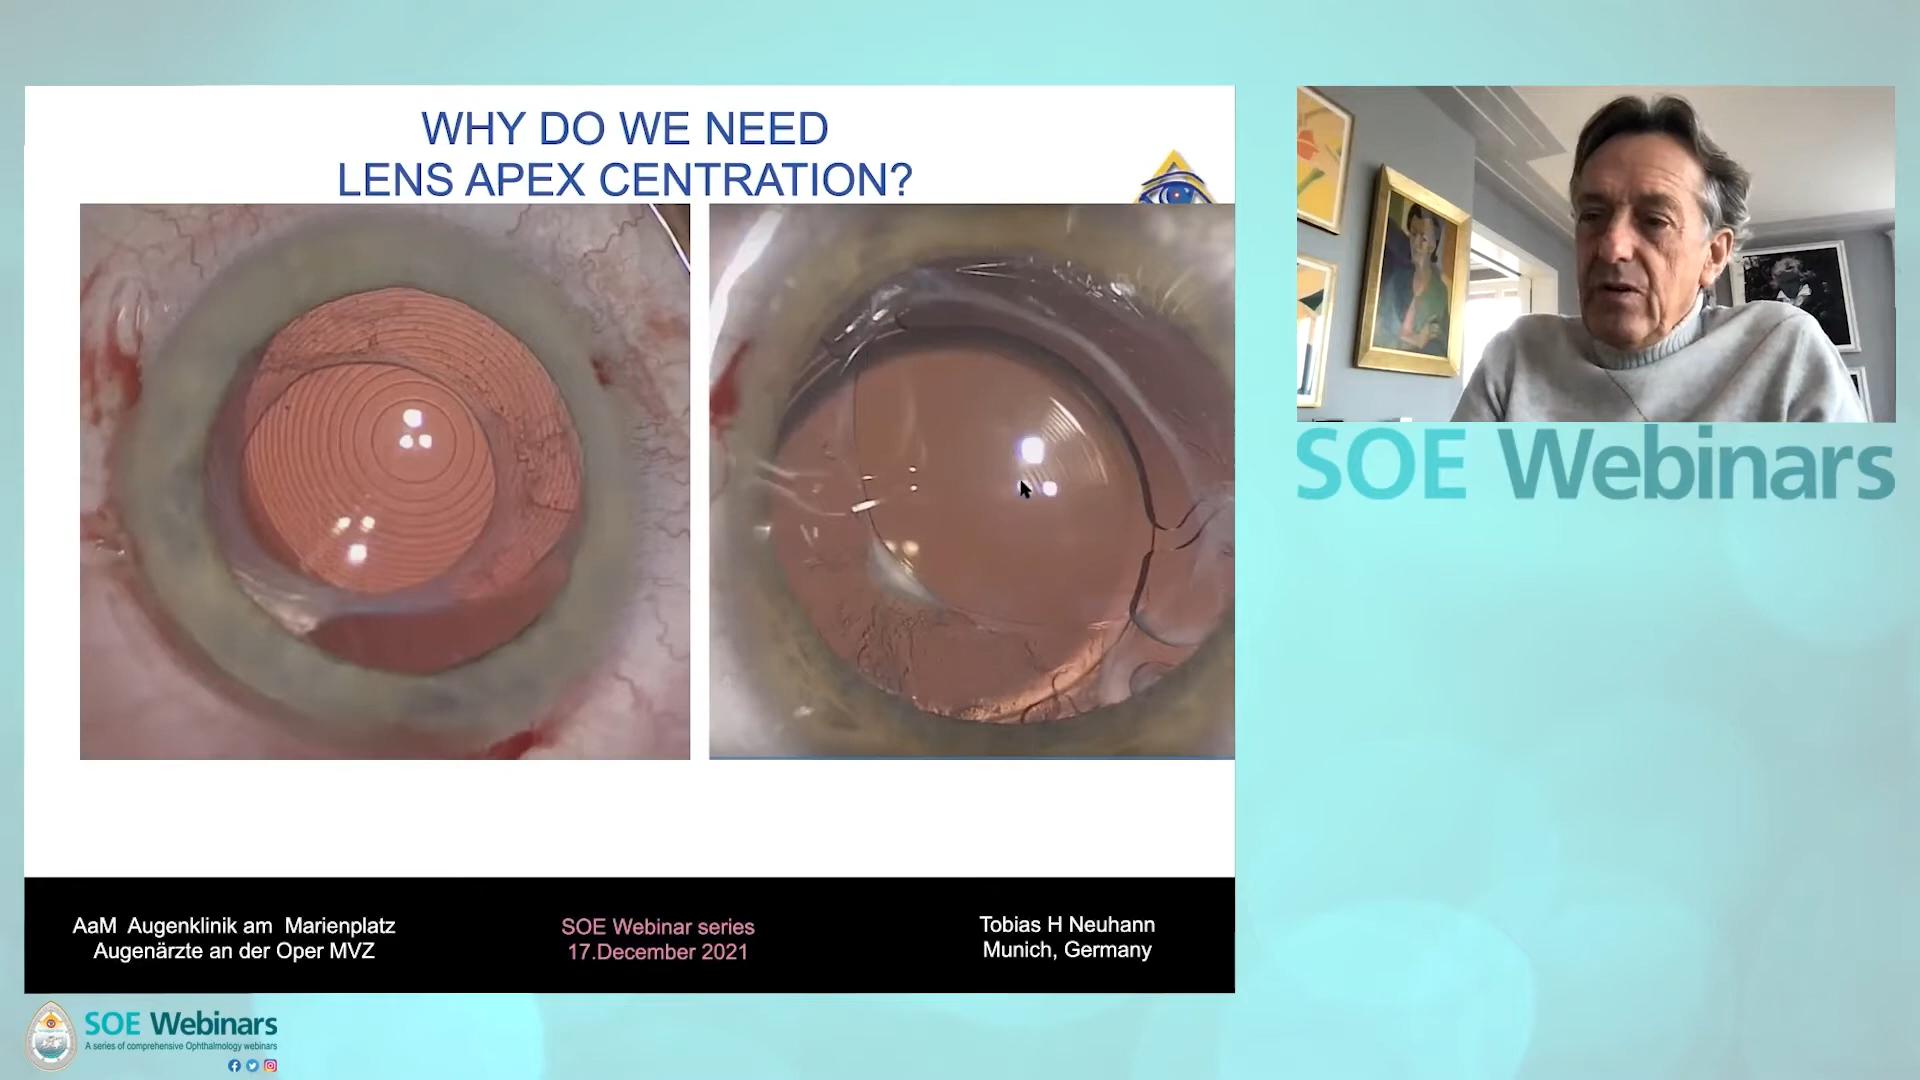 WHY DO WE NEED
LENS APEX CENTRATION?
SOE Webinars
AaM Augenklinik am Marienplatz
Augenärzte an der Oper MVZ
SOE Webinar series
17.December 2021
Tobias H Neuhann
Munich, Germany
SOE Webinars
A series of comprehensive Ophthalmology webinars